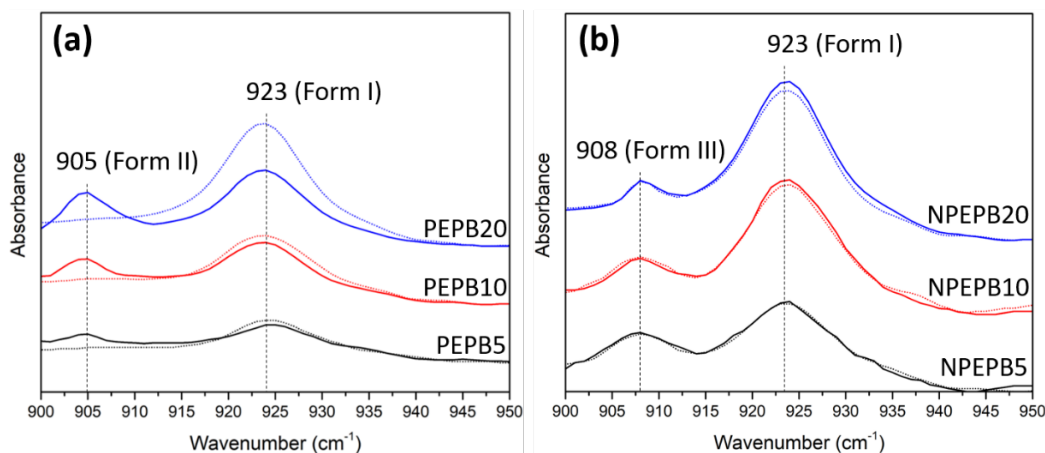 (a)
923 (Form I)
905 (Form II)
PEPB20
PEPB10
PEPB5
Absorbance
900 905 910 915 920 925 930 935 940 945 950
Wavenumber (cm⁻¹)
(b)
923 (Form I)
908 (Form III)
NPEPB20
NPEPB10
NPEPB5
Absorbance
900 905 910 915 920 925 930 935 940 945 950
Wavenumber (cm⁻¹)